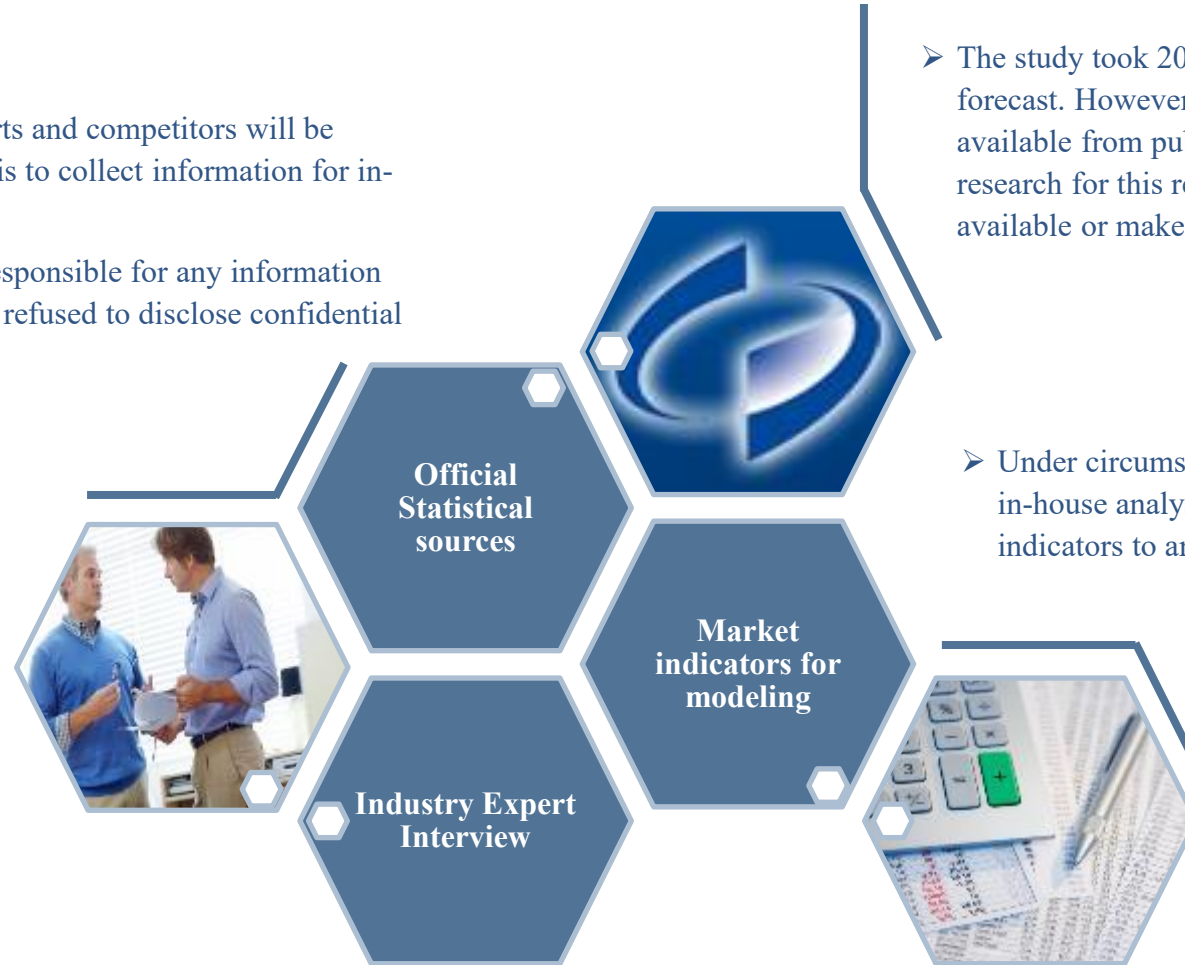 rts and competitors will be
is to collect information for in-
esponsible for any information
refused to disclose confidential
➢ The study took 20
forecast. However
available from pu
research for this r
available or make
➢ Under circums
in-house analy
indicators to a
Official
Statistical
sources
Market
indicators for
modeling
Industry Expert
Interview